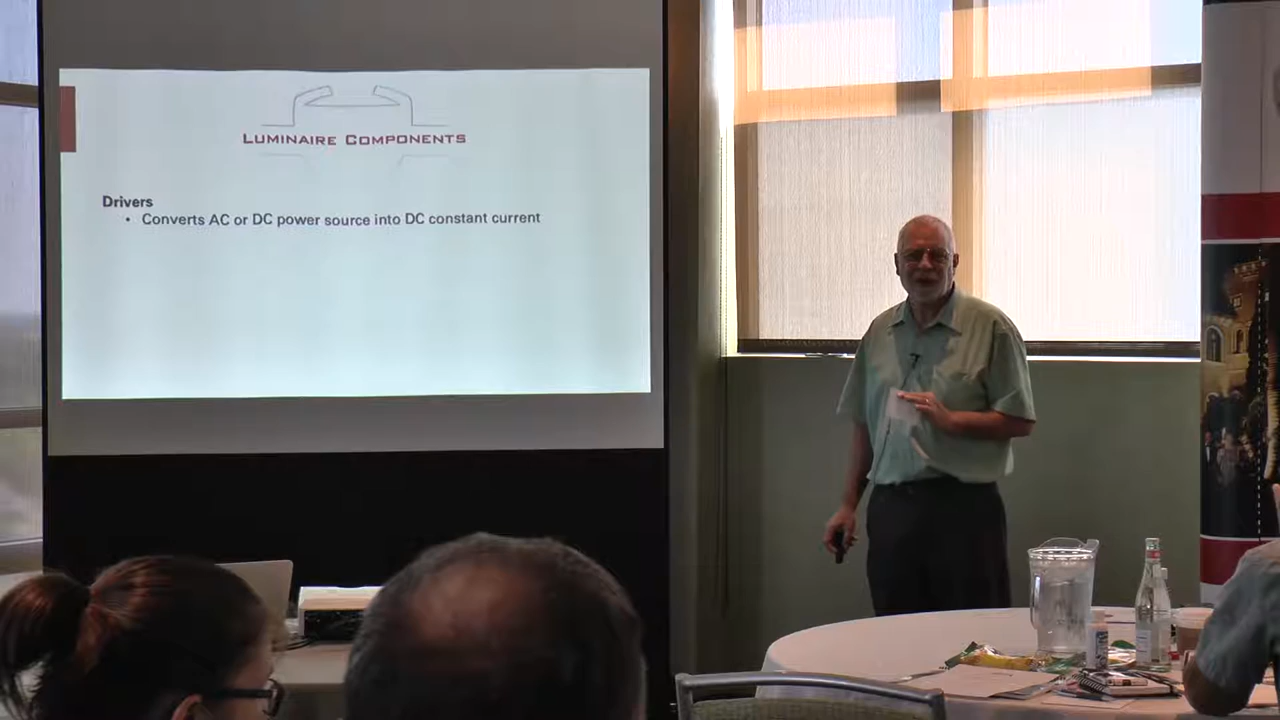 LUMINAIRE COMPONENTS
Drivers
• Converts AC or DC power source into DC constant current